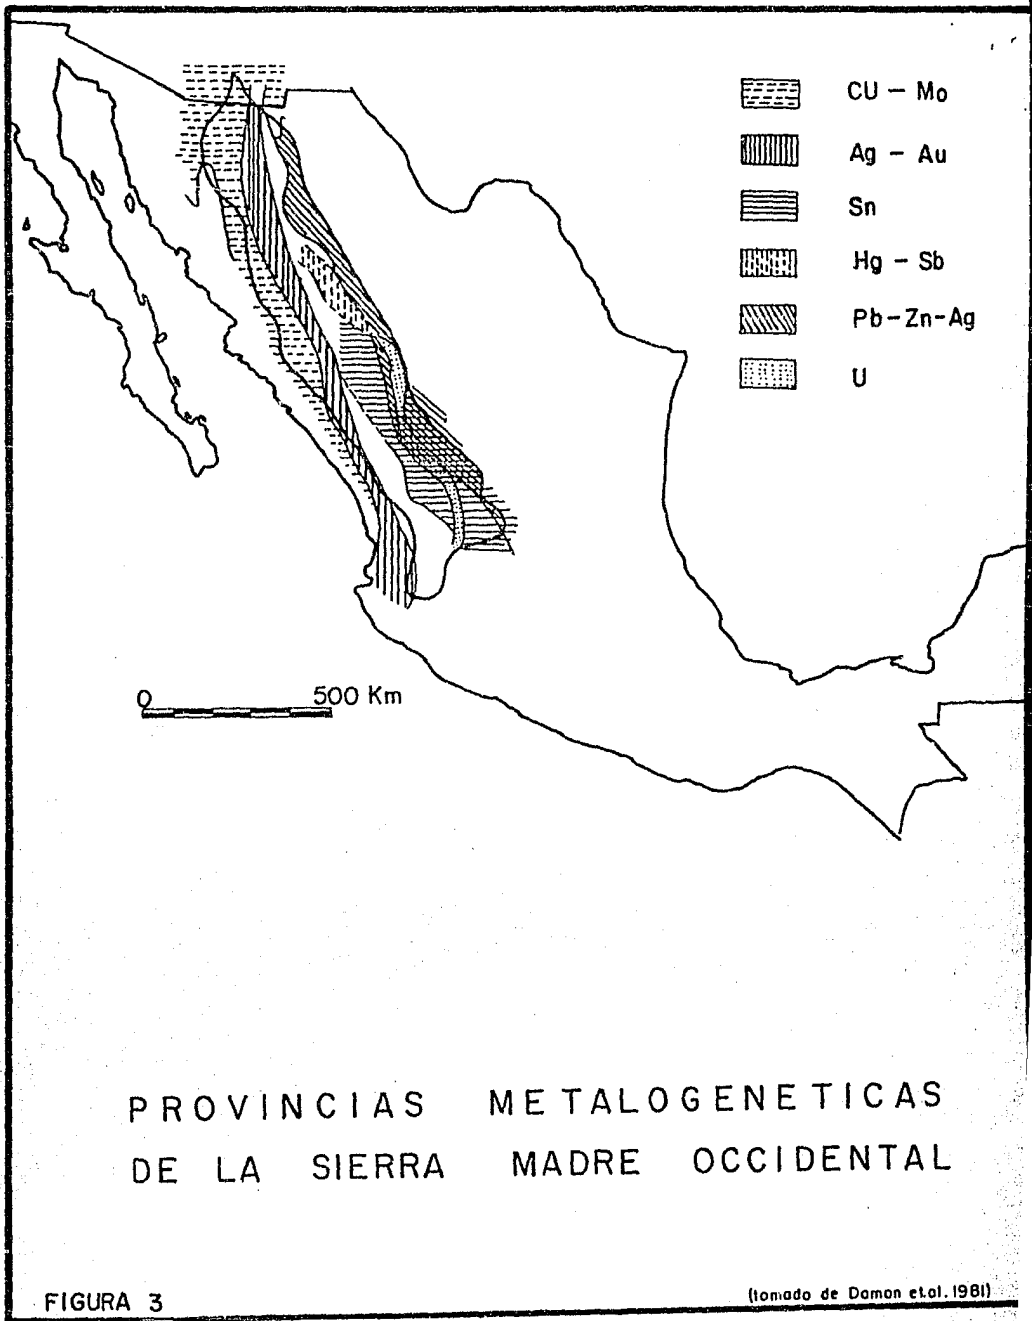 CU - Mo
Ag - Au
Sn
Hg - Sb
Pb-Zn-Ag
U
0 500 Km
PROVINCIAS METALOGENETICAS
DE LA SIERRA MADRE OCCIDENTAL
FIGURA 3
(tomado de Damon et.al. 1981)